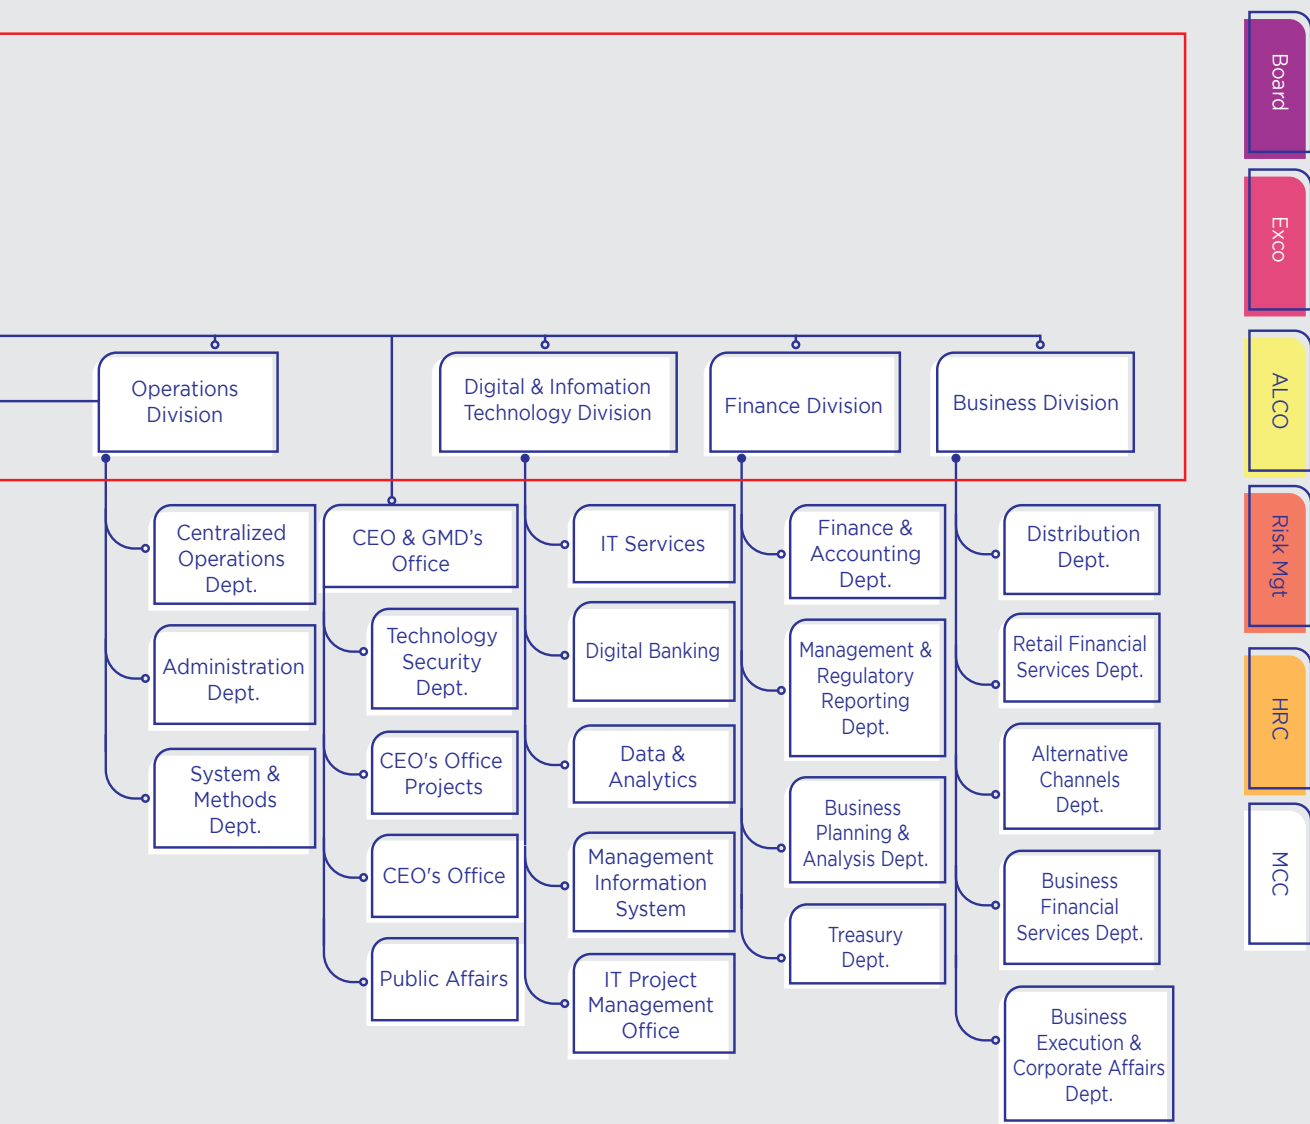 Operations
Division
Digital & Infomation
Technology Division
Finance Division
Business Division
Centralized
Operations
Dept.
Administration
Dept.
System &
Methods
Dept.
CEO & GMD's
Office
Technology
Security
Dept.
CEO's Office
Projects
CEO's Office
Public Affairs
IT Services
Digital Banking
Data &
Analytics
Management
Information
System
IT Project
Management
Office
Finance &
Accounting
Dept.
Management &
Regulatory
Reporting
Dept.
Business
Planning &
Analysis Dept.
Treasury
Dept.
Distribution
Dept.
Retail Financial
Services Dept.
Alternative
Channels
Dept.
Business
Financial
Services Dept.
Business
Execution &
Corporate Affairs
Dept.
Board
Exco
ALCO
Risk Mgt
HRC
MCC